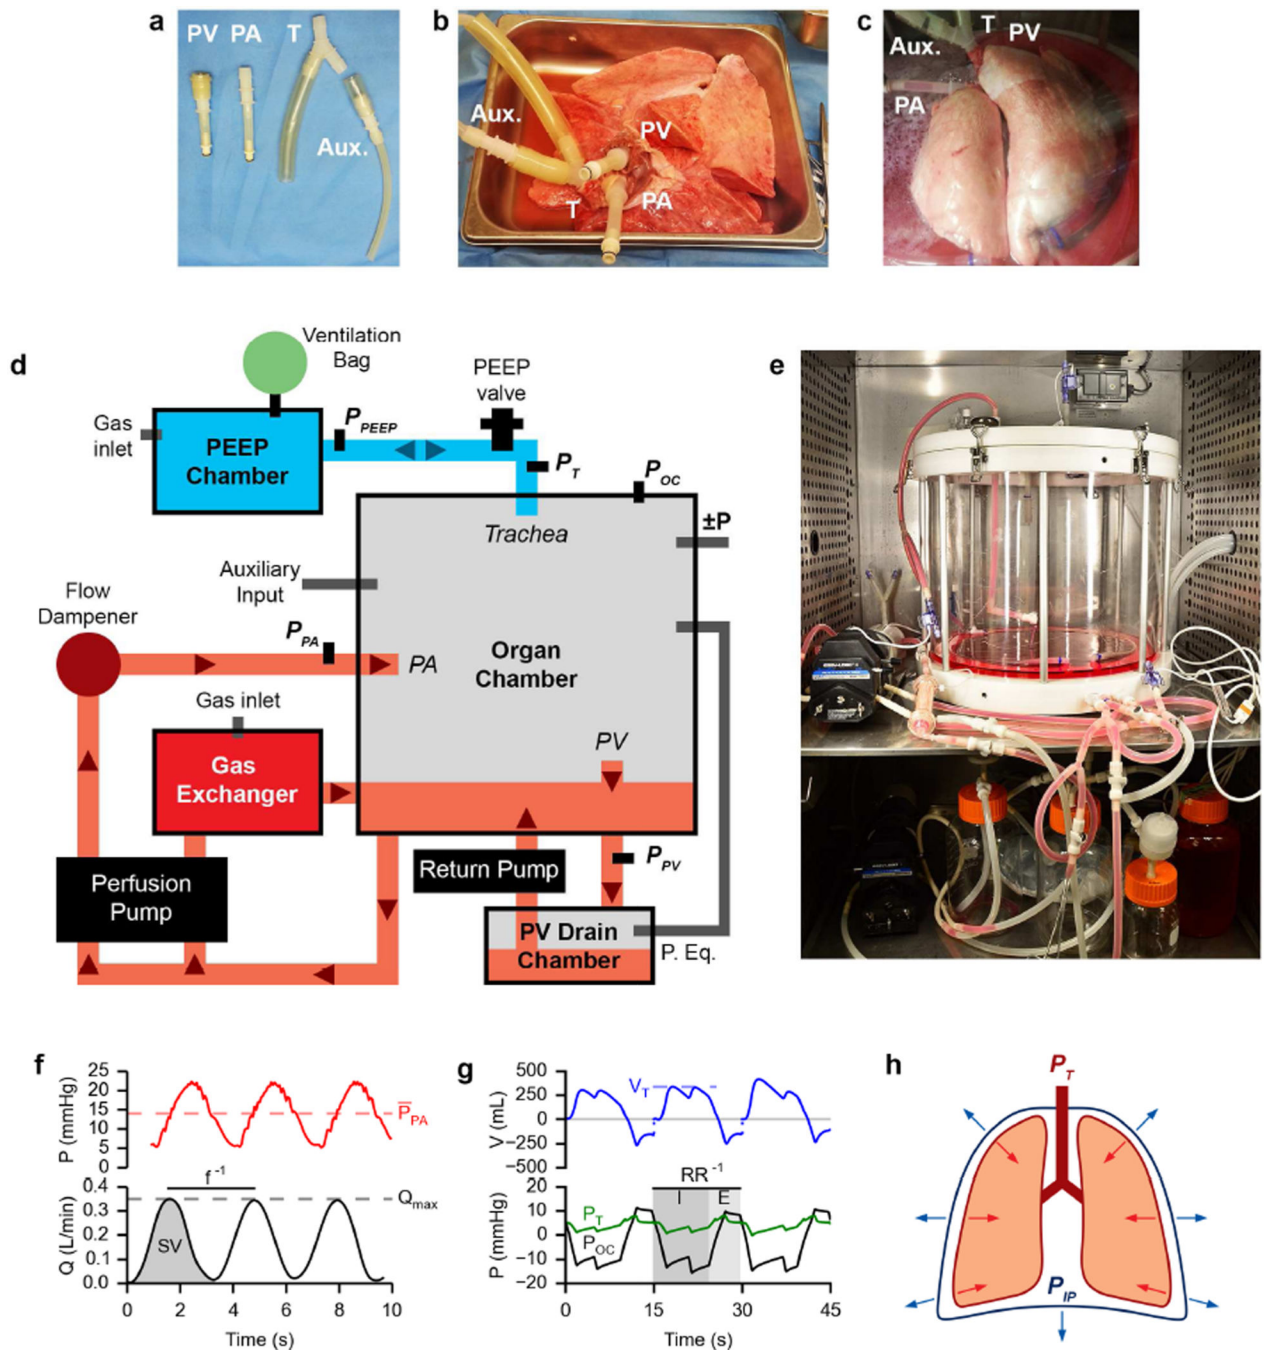 a
PV PA T
Aux.
b
Aux.
PV
T
PA
c
T PV
Aux.
PA
d
Ventilation
Bag
Gas
inlet
PEEP
Chamber
P_PEEP
PEEP
valve
P_T
P_OC
±P
Trachea
Auxiliary
Input
Flow
Dampener
P_PA
PA
Organ
Chamber
Gas inlet
Gas
Exchanger
PV
Perfusion
Pump
Return Pump
P_PV
PV Drain
Chamber
P. Eq.
e
f
P (mmHg)
25
20
15
10
5
0
P̅_PA
f⁻¹
Q (L/min)
0.4
0.3
0.2
0.1
0.0
Q_max
SV
0 2 4 6 8 10
Time (s)
g
V (mL)
500
250
0
−250
−500
V_T
RR⁻¹
P (mmHg)
20
10
0
−10
−20
I E
P_T
P_OC
0 15 30 45
Time (s)
h
P_T
P_IP